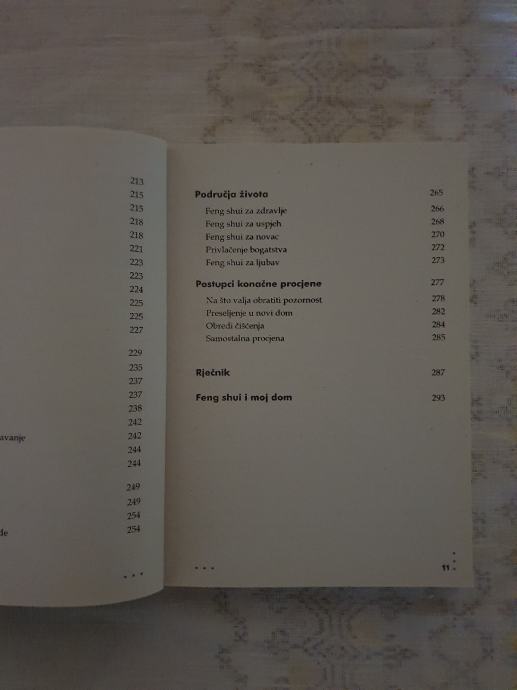 213
215
215
218
218
221
223
223
224
225
225
227
229
235
237
237
238
242
avanje 242
244
244
249
249
254
de 254
Područja života 265
Feng shui za zdravlje 266
Feng shui za uspjeh 268
Feng shui za novac 270
Privlačenje bogatstva 272
Feng shui za ljubav 273
Postupci konačne procjene 277
Na što valja obratiti pozornost 278
Preseljenje u novi dom 282
Obredi čišćenja 284
Samostalna procjena 285
Rječnik 287
Feng shui i moj dom 293
11